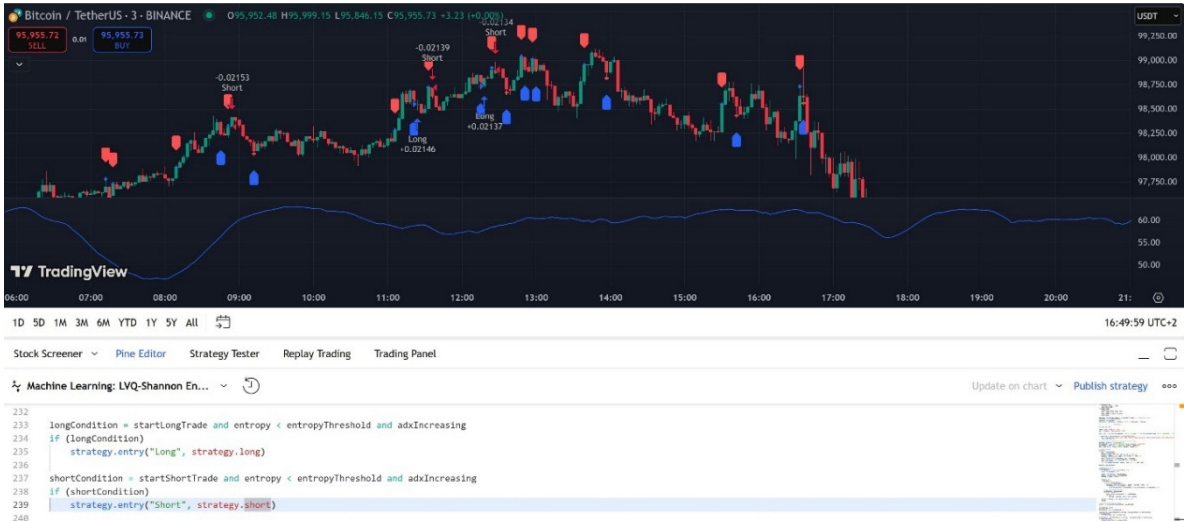 Bitcoin / TetherUS · 3 · BINANCE O95,952.48 H95,999.15 L95,846.15 C95,955.73 +3.23 (+0.00%)
USDT
95,955.72
SELL
0.01
95,955.73
BUY
-0.02134
Short
-0.02139
Short
-0.02153
Short
Long
+0.02137
Long
+0.02146
99,250.00
99,000.00
98,750.00
98,500.00
98,250.00
98,000.00
97,750.00
60.00
55.00
50.00
TradingView
06:00 07:00 08:00 09:00 10:00 11:00 12:00 13:00 14:00 15:00 16:00 17:00 18:00 19:00 20:00 21:
1D 5D 1M 3M 6M YTD 1Y 5Y All
16:49:59 UTC+2
Stock Screener Pine Editor Strategy Tester Replay Trading Trading Panel
Machine Learning: LVQ-Shannon En...
Update on chart Publish strategy
232
233 longCondition = startLongTrade and entropy < entropyThreshold and adxIncreasing
234 if (longCondition)
235 strategy.entry("Long", strategy.long)
236
237 shortCondition = startShortTrade and entropy < entropyThreshold and adxIncreasing
238 if (shortCondition)
239 strategy.entry("Short", strategy.short)
240